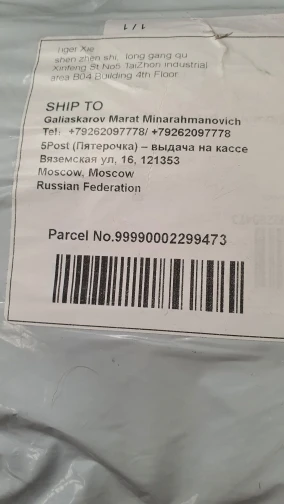 1 / 1
Tiger Xie
shen zhen shi, long gang qu
Xinfeng St No5 TaiZhon industrial
area B04 Building 4th Floor
SHIP TO
Galiaskarov Marat Minarahmanovich
Tel: +79262097778/ +79262097778
5Post (Пятерочка) – выдача на кассе
Вяземская ул, 16, 121353
Moscow, Moscow
Russian Federation
Parcel No.99990002299473